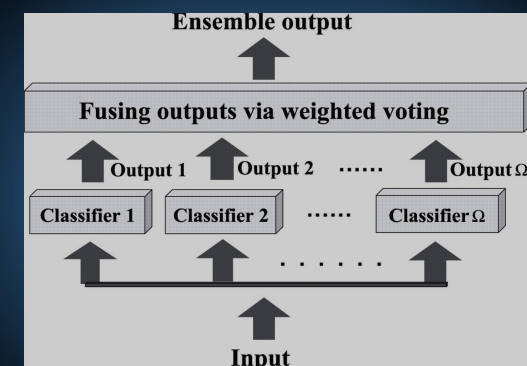 Ensemble output
Fusing outputs via weighted voting
Output 1 Output 2 ...... Output Ω
Classifier 1 Classifier 2 ...... Classifier Ω
. . . . . .
Input